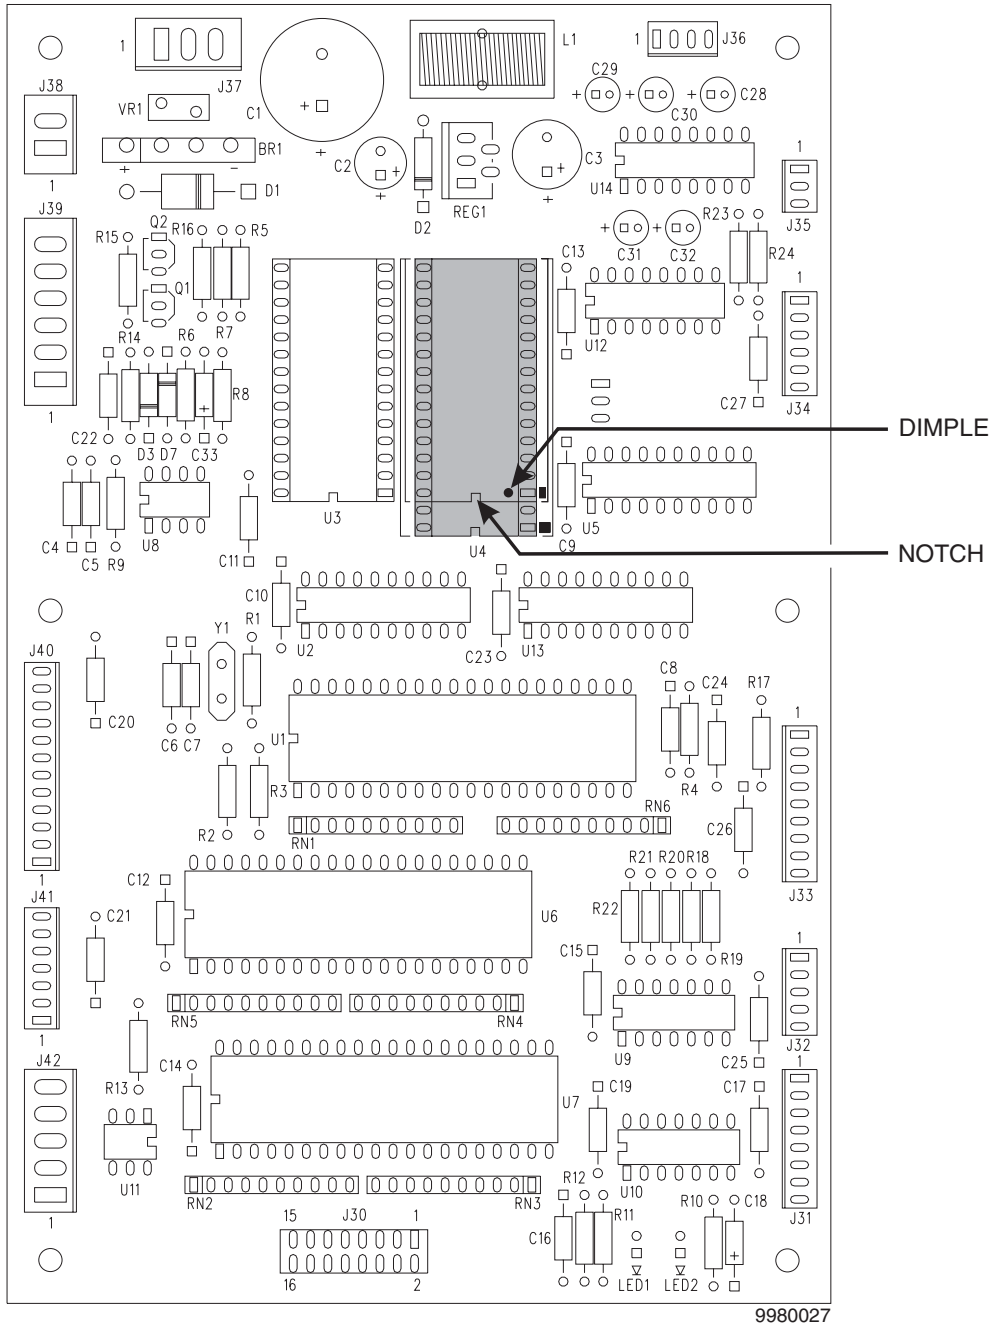 1
J37
L1
1
J36
J38
VR1
C1
+
+
C29
C28
+
+
+
C30
BR1
+
-
C2
+
+
C3
+
+
U14
1
1
D1
D2
REG1
J35
J39
R15
Q2
R16
R5
Q1
R7
+
+
C31
C32
R23
R24
C13
1
U12
R14
R6
R8
C27
J34
1
+
C22
D3
D7
C33
DIMPLE
C4
C5
R9
U8
C11
U3
U4
C9
U5
NOTCH
C10
R1
U2
C23
U13
J40
Y1
C20
C6
C7
C8
C24
R17
1
U1
R2
R3
R4
RN1
RN6
C26
1
J41
C12
R21
R20
R18
J33
C21
U6
R22
R19
C15
1
RN5
RN4
1
J42
R13
C14
U9
C25
J32
U7
C19
C17
1
U11
U10
RN2
RN3
R12
R10
C18
J31
1
15
J30
1
C16
R11
+
16
2
LED1
LED2
9980027